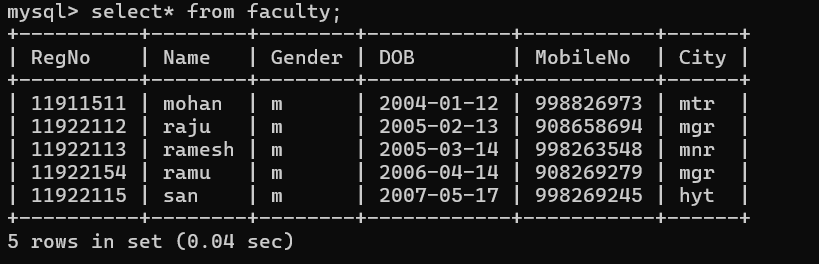 mysql> select* from faculty;
+----------+--------+--------+------------+-----------+------+
| RegNo    | Name   | Gender | DOB        | MobileNo  | City |
+----------+--------+--------+------------+-----------+------+
| 11911511 | mohan  | m      | 2004-01-12 | 998826973 | mtr  |
| 11922112 | raju   | m      | 2005-02-13 | 908658694 | mgr  |
| 11922113 | ramesh | m      | 2005-03-14 | 998263548 | mnr  |
| 11922154 | ramu   | m      | 2006-04-14 | 908269279 | mgr  |
| 11922115 | san    | m      | 2007-05-17 | 998269245 | hyt  |
+----------+--------+--------+------------+-----------+------+
5 rows in set (0.04 sec)